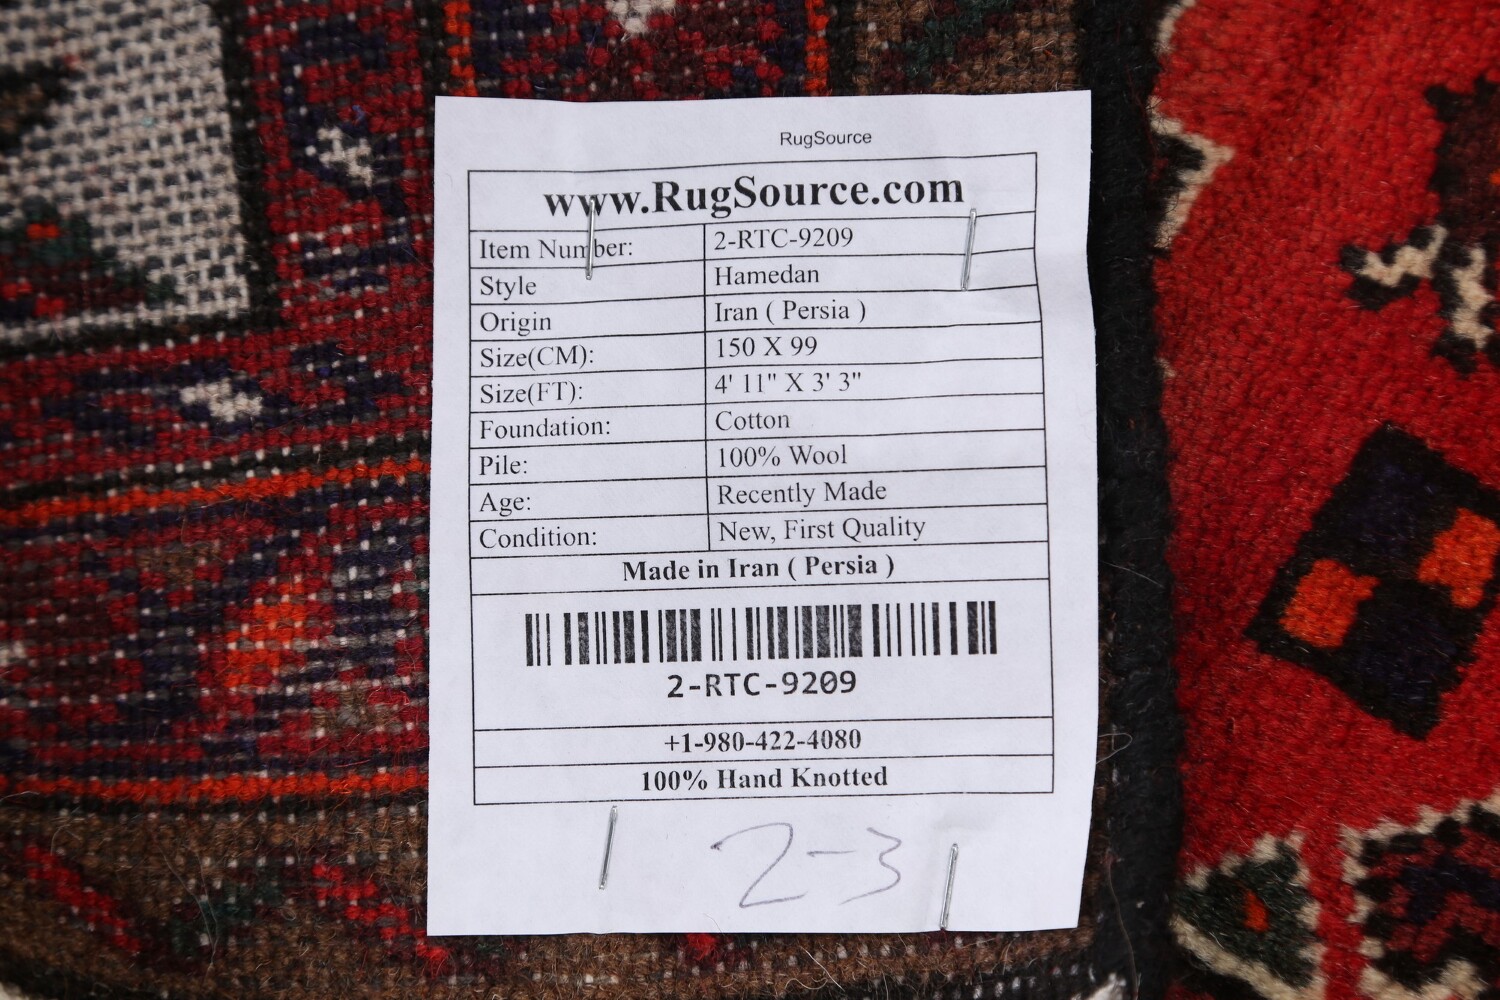 RugSource
www.RugSource.com
Item Number: 2-RTC-9209
Style Hamedan
Origin Iran ( Persia )
Size(CM): 150 X 99
Size(FT): 4' 11" X 3' 3"
Foundation: Cotton
Pile: 100% Wool
Age: Recently Made
Condition: New, First Quality
Made in Iran ( Persia )
2-RTC-9209
+1-980-422-4080
100% Hand Knotted
2-3